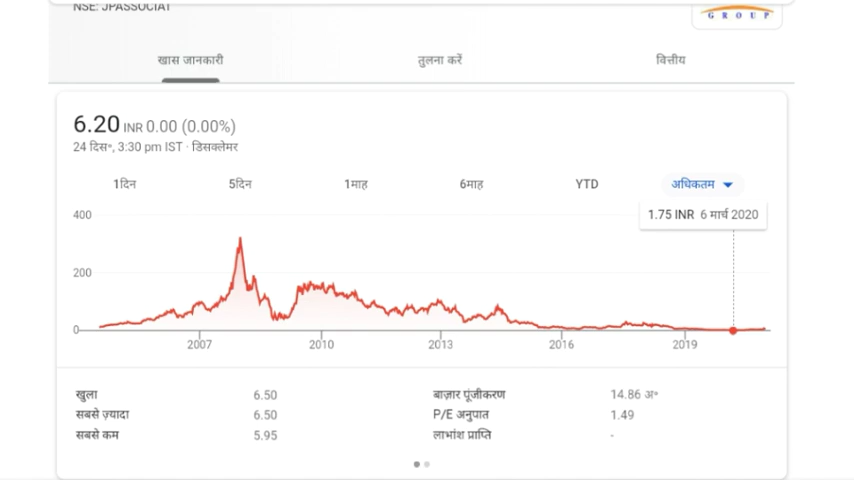 NSE: JPASSOCIAT
GROUP
खास जानकारी
तुलना करें
वित्तीय
6.20 INR 0.00 (0.00%)
24 दिस॰, 3:30 pm IST · डिसक्लेमर
1दिन
5दिन
1माह
6माह
YTD
अधिकतम
1.75 INR 6 मार्च 2020
400
200
0
2007
2010
2013
2016
2019
खुला 6.50
सबसे ज़्यादा 6.50
सबसे कम 5.95
बाज़ार पूंजीकरण 14.86 अ॰
P/E अनुपात 1.49
लाभांश प्राप्ति -